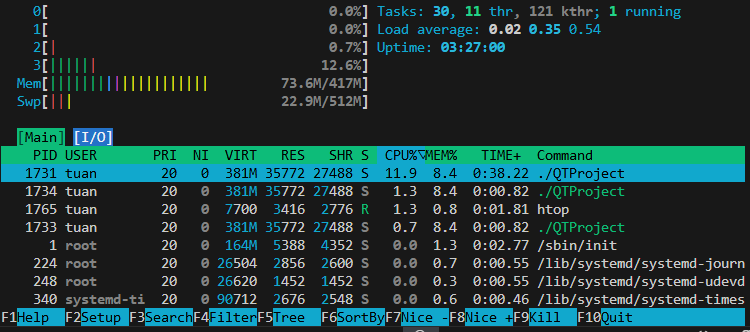 0[ 0.0%] Tasks: 30, 11 thr, 121 kthr; 1 running
1[ 0.0%] Load average: 0.02 0.35 0.54
2[| 0.7%] Uptime: 03:27:00
3[|||||| 12.6%]
Mem[|||||||||||||||||||| 73.6M/417M]
Swp[||| 22.9M/512M]
[Main] [I/O]
PID USER PRI NI VIRT RES SHR S CPU%▽MEM% TIME+ Command
1731 tuan 20 0 381M 35772 27488 S 11.9 8.4 0:38.22 ./QTProject
1734 tuan 20 0 381M 35772 27488 S 1.3 8.4 0:00.82 ./QTProject
1765 tuan 20 0 7700 3416 2776 R 1.3 0.8 0:01.81 htop
1733 tuan 20 0 381M 35772 27488 S 0.7 8.4 0:00.82 ./QTProject
1 root 20 0 164M 5388 4352 S 0.0 1.3 0:02.77 /sbin/init
224 root 20 0 26504 2856 2600 S 0.0 0.7 0:00.55 /lib/systemd/systemd-journ
248 root 20 0 26620 1452 1452 S 0.0 0.3 0:00.55 /lib/systemd/systemd-udevd
340 systemd-ti 20 0 90712 2676 2548 S 0.0 0.6 0:00.46 /lib/systemd/systemd-times
F1Help F2Setup F3SearchF4FilterF5Tree F6SortByF7Nice -F8Nice +F9Kill F10Quit